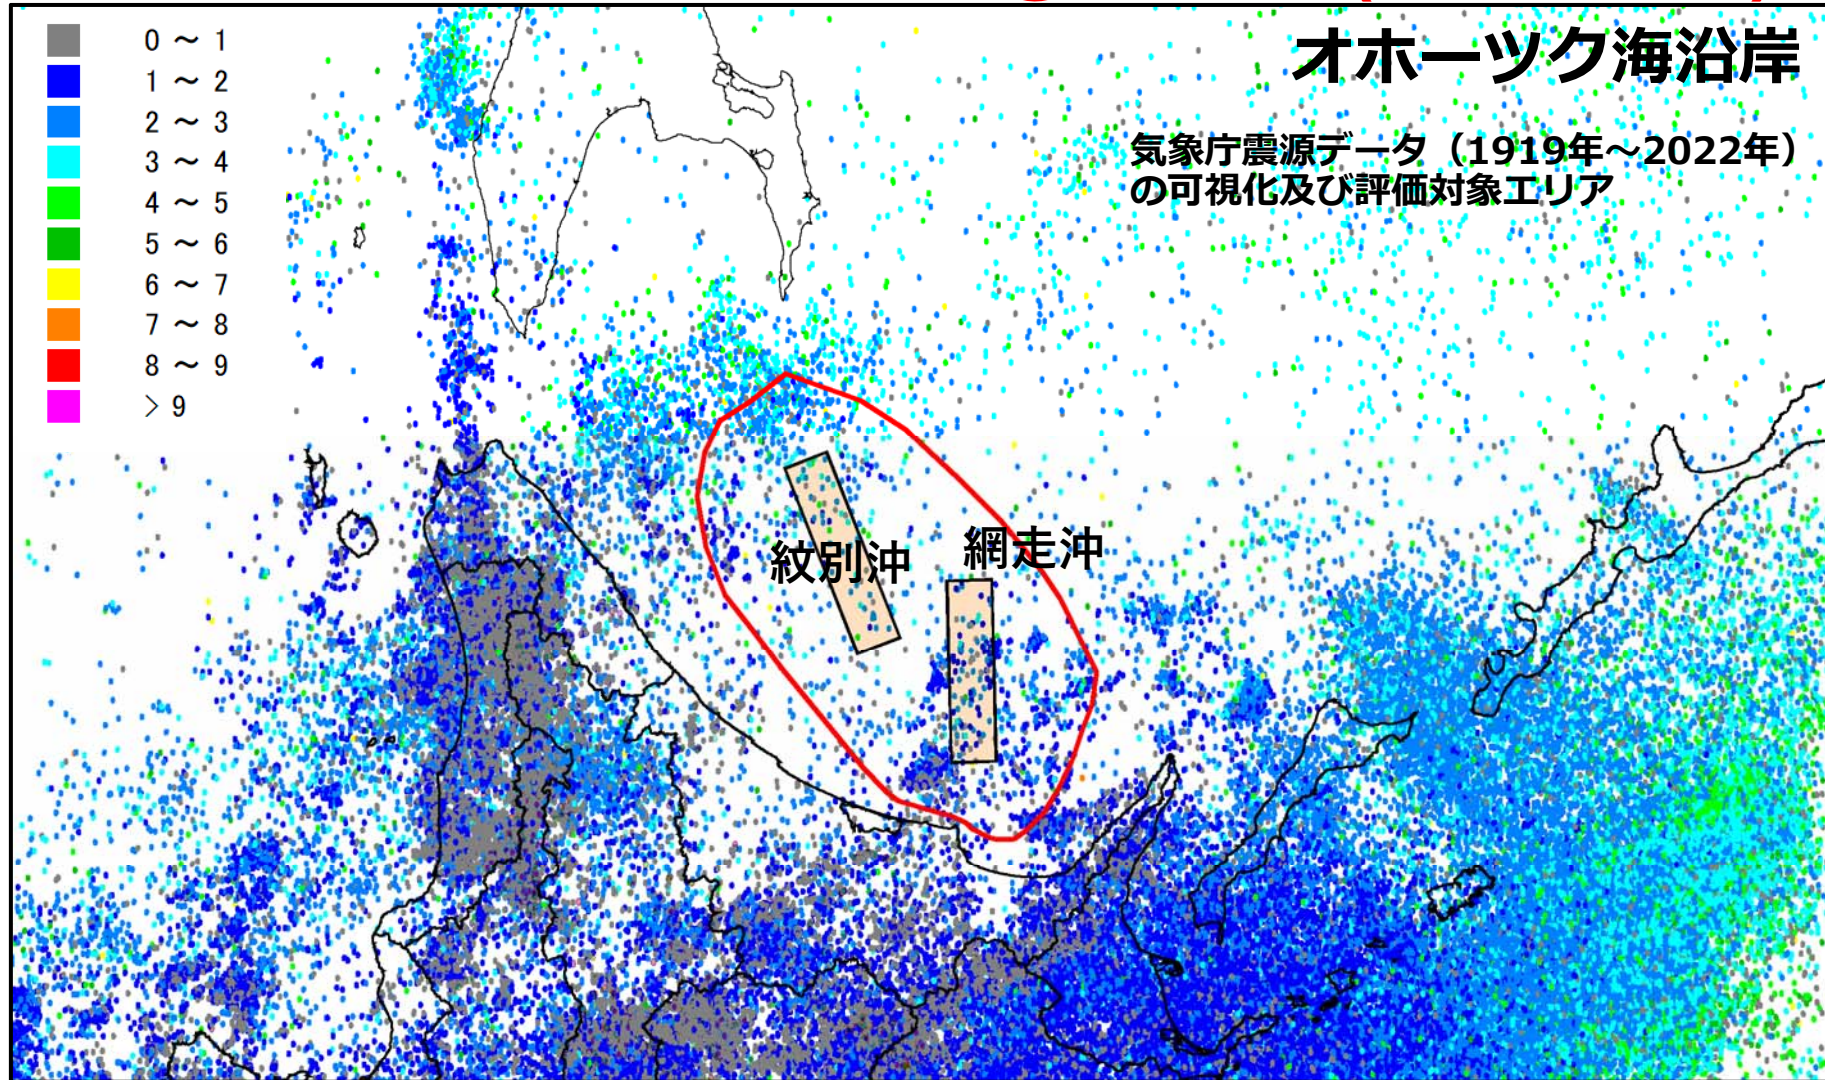 0 ～ 1
1 ～ 2
2 ～ 3
3 ～ 4
4 ～ 5
5 ～ 6
6 ～ 7
7 ～ 8
8 ～ 9
＞9
オホーツク海沿岸
気象庁震源データ（1919年～2022年）
の可視化及び評価対象エリア
紋別沖
網走沖